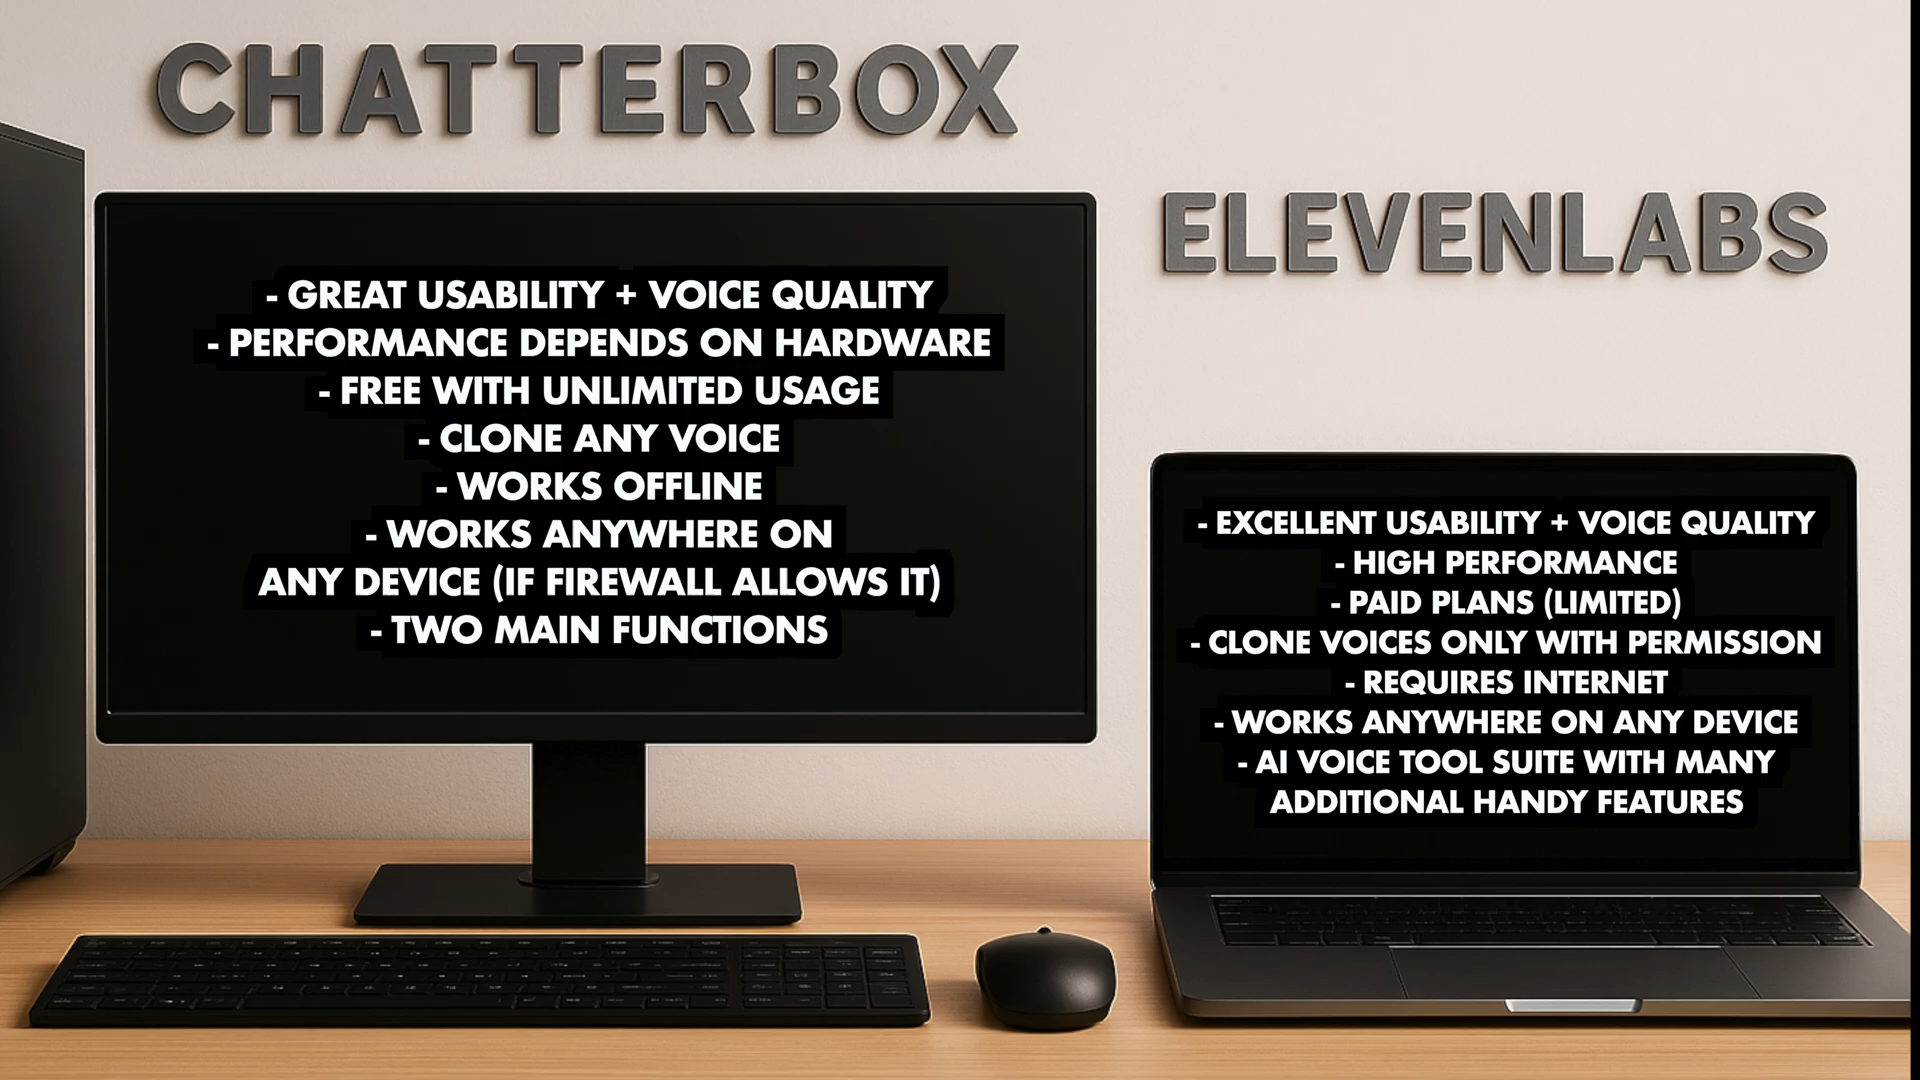 CHATTERBOX
- GREAT USABILITY + VOICE QUALITY
- PERFORMANCE DEPENDS ON HARDWARE
- FREE WITH UNLIMITED USAGE
- CLONE ANY VOICE
- WORKS OFFLINE
- WORKS ANYWHERE ON
ANY DEVICE (IF FIREWALL ALLOWS IT)
- TWO MAIN FUNCTIONS
ELEVENLABS
- EXCELLENT USABILITY + VOICE QUALITY
- HIGH PERFORMANCE
- PAID PLANS (LIMITED)
- CLONE VOICES ONLY WITH PERMISSION
- REQUIRES INTERNET
- WORKS ANYWHERE ON ANY DEVICE
- AI VOICE TOOL SUITE WITH MANY
ADDITIONAL HANDY FEATURES